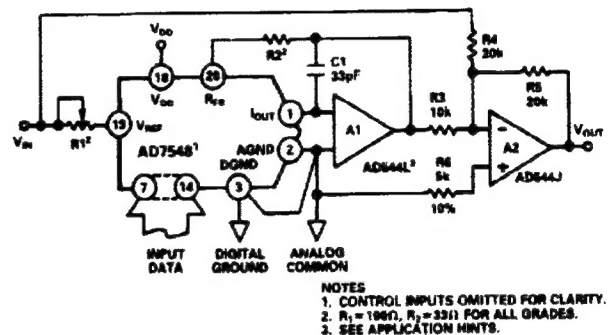 R4
20k
VDD
R2²
C1
33pF
R5
20k
18
20
VDD
RFB
R3
10k
IOUT
1
A1
VOUT
19
VREF
VIN
R1²
AD7548¹
AGND
2
DGND
AD644L³
R6
5k
10%
A2
AD644J
7
14
3
INPUT
DATA
DIGITAL
GROUND
ANALOG
COMMON
NOTES
1. CONTROL INPUTS OMITTED FOR CLARITY.
2. R1 = 100Ω, R2 = 33Ω FOR ALL GRADES.
3. SEE APPLICATION HINTS.